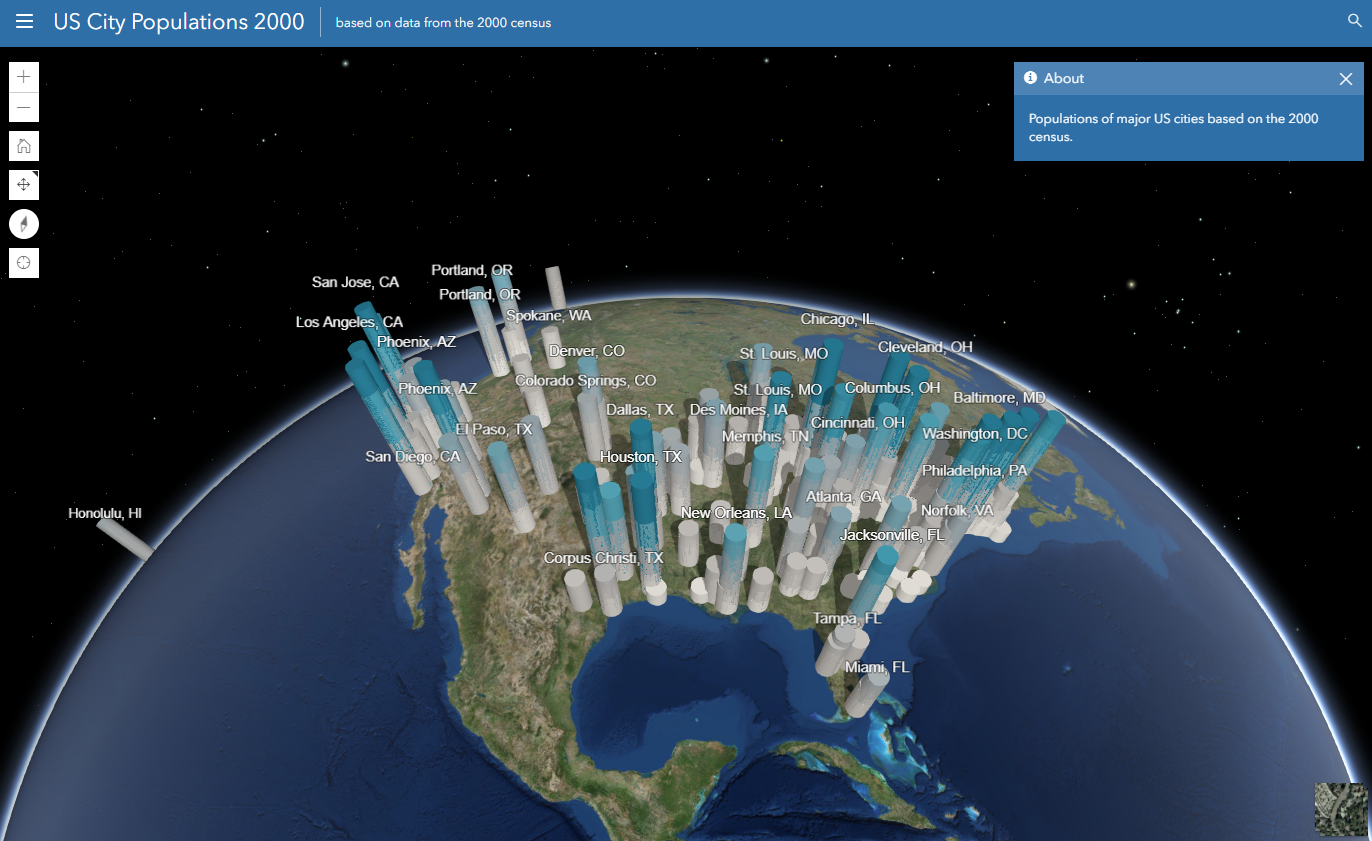 US City Populations 2000
based on data from the 2000 census
About
Populations of major US cities based on the 2000
census.
Portland, OR
San Jose, CA
Portland, OR
Spokane, WA
Chicago, IL
Los Angeles, CA
Phoenix, AZ
Denver, CO
St. Louis, MO
Cleveland, OH
Phoenix, AZ
Colorado Springs, CO
St. Louis, MO
Columbus, OH
Baltimore, MD
Dallas, TX
Des Moines, IA
El Paso, TX
Memphis, TN
Cincinnati, OH
Washington, DC
San Diego, CA
Houston, TX
Philadelphia, PA
Atlanta, GA
Honolulu, HI
New Orleans, LA
Norfolk, VA
Jacksonville, FL
Corpus Christi, TX
Tampa, FL
Miami, FL